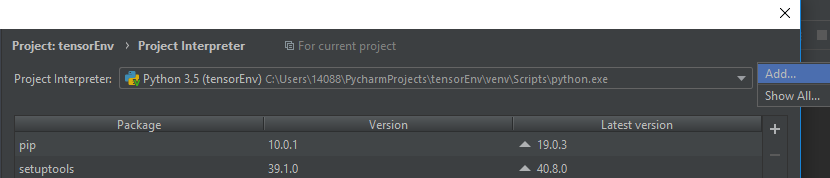 Project: tensorEnv › Project Interpreter For current project
Project Interpreter: Python 3.5 (tensorEnv) C:\Users\14088\PycharmProjects\tensorEnv\venv\Scripts\python.exe
Add...
Show All...
Package Version Latest version
pip 10.0.1 19.0.3
setuptools 39.1.0 40.8.0